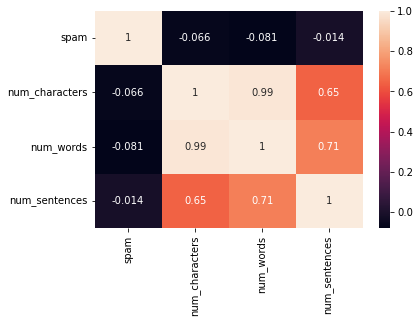 spam
1
-0.066
-0.081
-0.014
num_characters
-0.066
1
0.99
0.65
num_words
-0.081
0.99
1
0.71
num_sentences
-0.014
0.65
0.71
1
spam
num_characters
num_words
num_sentences
1.0
0.8
0.6
0.4
0.2
0.0